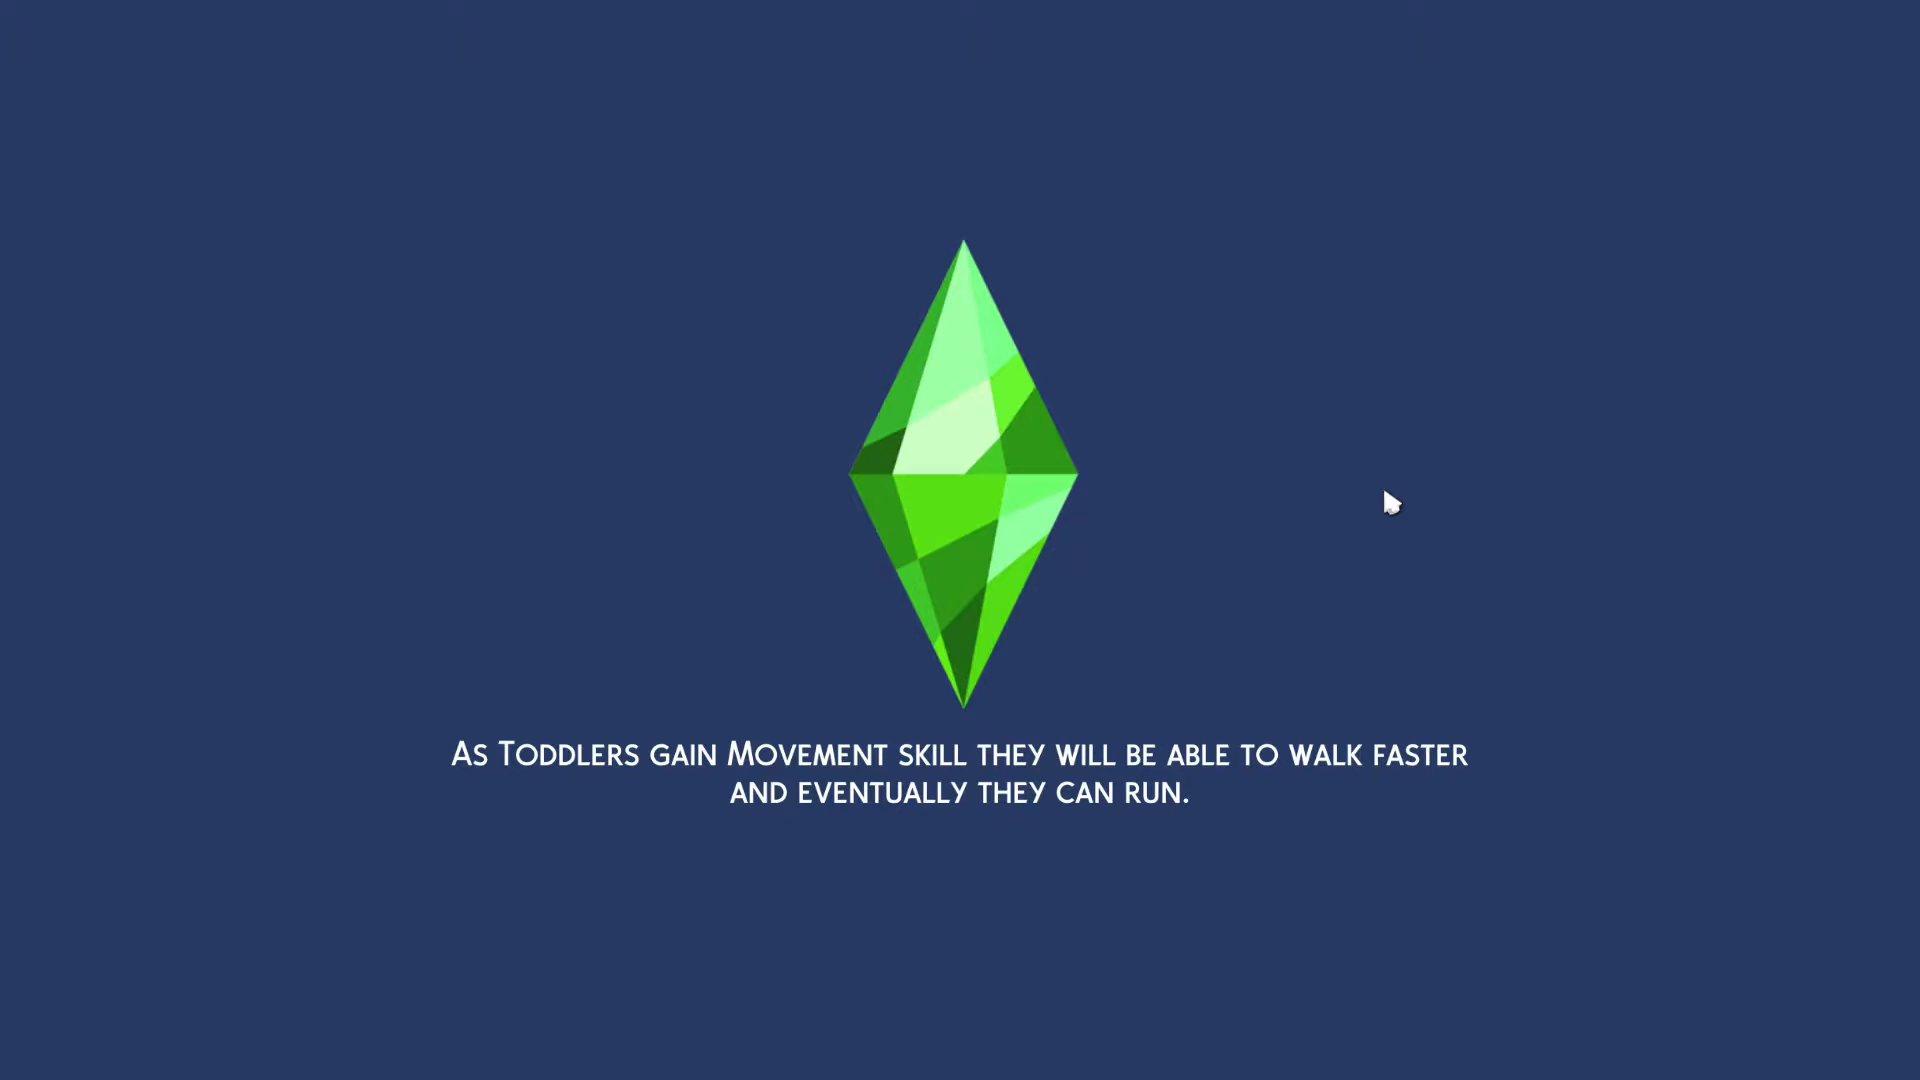 As Toddlers gain Movement skill they will be able to walk faster
and eventually they can run.